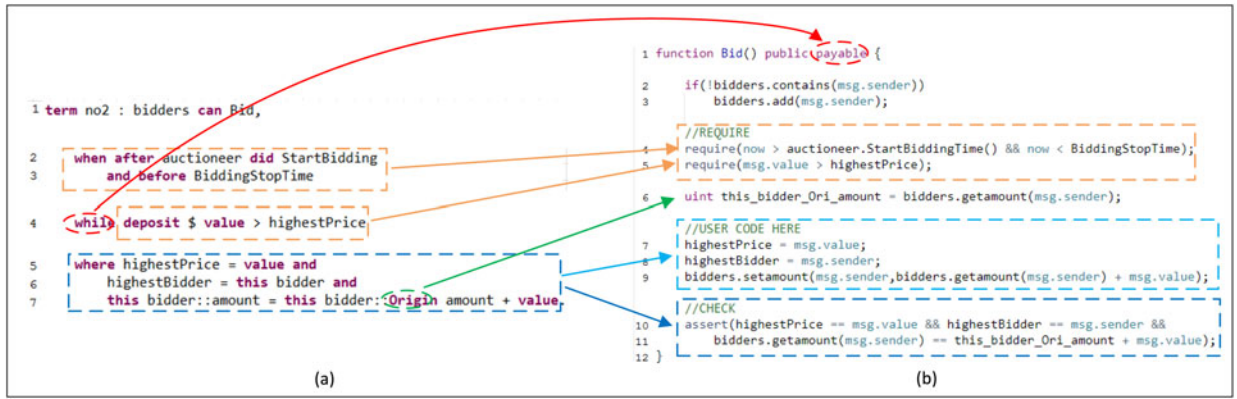 1 term no2 : bidders can Bid,
2 when after auctioneer did StartBidding
3 and before BiddingStopTime
4 while deposit $ value > highestPrice
5 where highestPrice = value and
6 highestBidder = this bidder and
7 this bidder::amount = this bidder::Origin amount + value.
(a)
1 function Bid() public payable {
2 if(!bidders.contains(msg.sender))
3 bidders.add(msg.sender);
//REQUIRE
4 require(now > auctioneer.StartBiddingTime() && now < BiddingStopTime);
5 require(msg.value > highestPrice);
6 uint this_bidder_Ori_amount = bidders.getamount(msg.sender);
//USER CODE HERE
7 highestPrice = msg.value;
8 highestBidder = msg.sender;
9 bidders.setamount(msg.sender,bidders.getamount(msg.sender) + msg.value);
//CHECK
10 assert(highestPrice == msg.value && highestBidder == msg.sender &&
11 bidders.getamount(msg.sender) == this_bidder_Ori_amount + msg.value);
12 }
(b)